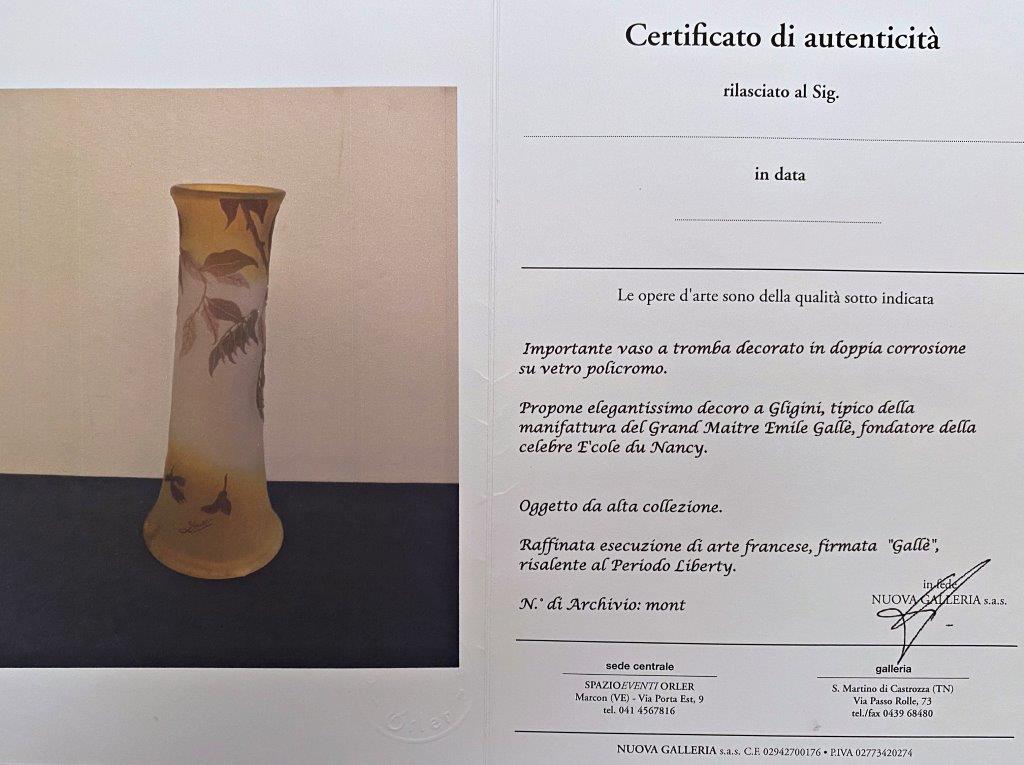 Certificato di autenticità
rilasciato al Sig.
in data
Le opere d'arte sono della qualità sotto indicata
Importante vaso a tromba decorato in doppia corrosione
su vetro policromo.
Propone elegantissimo decoro a Gligini, tipico della
manifattura del Grand Maitre Emile Gallè, fondatore della
celebre E'cole du Nancy.
Oggetto da alta collezione.
Raffinata esecuzione di arte francese, firmata "Gallè",
risalente al Periodo Liberty.
N.° di Archivio: mont
in fede
NUOVA GALLERIA s.a.s.
sede centrale
SPAZIOEVENTI ORLER
Marcon (VE) - Via Porta Est, 9
tel. 041 4567816
galleria
S. Martino di Castrozza (TN)
Via Passo Rolle, 73
tel./fax 0439 68480
NUOVA GALLERIA s.a.s. C.F. 02942700176 • P.IVA 02773420274
Gallé
Orler